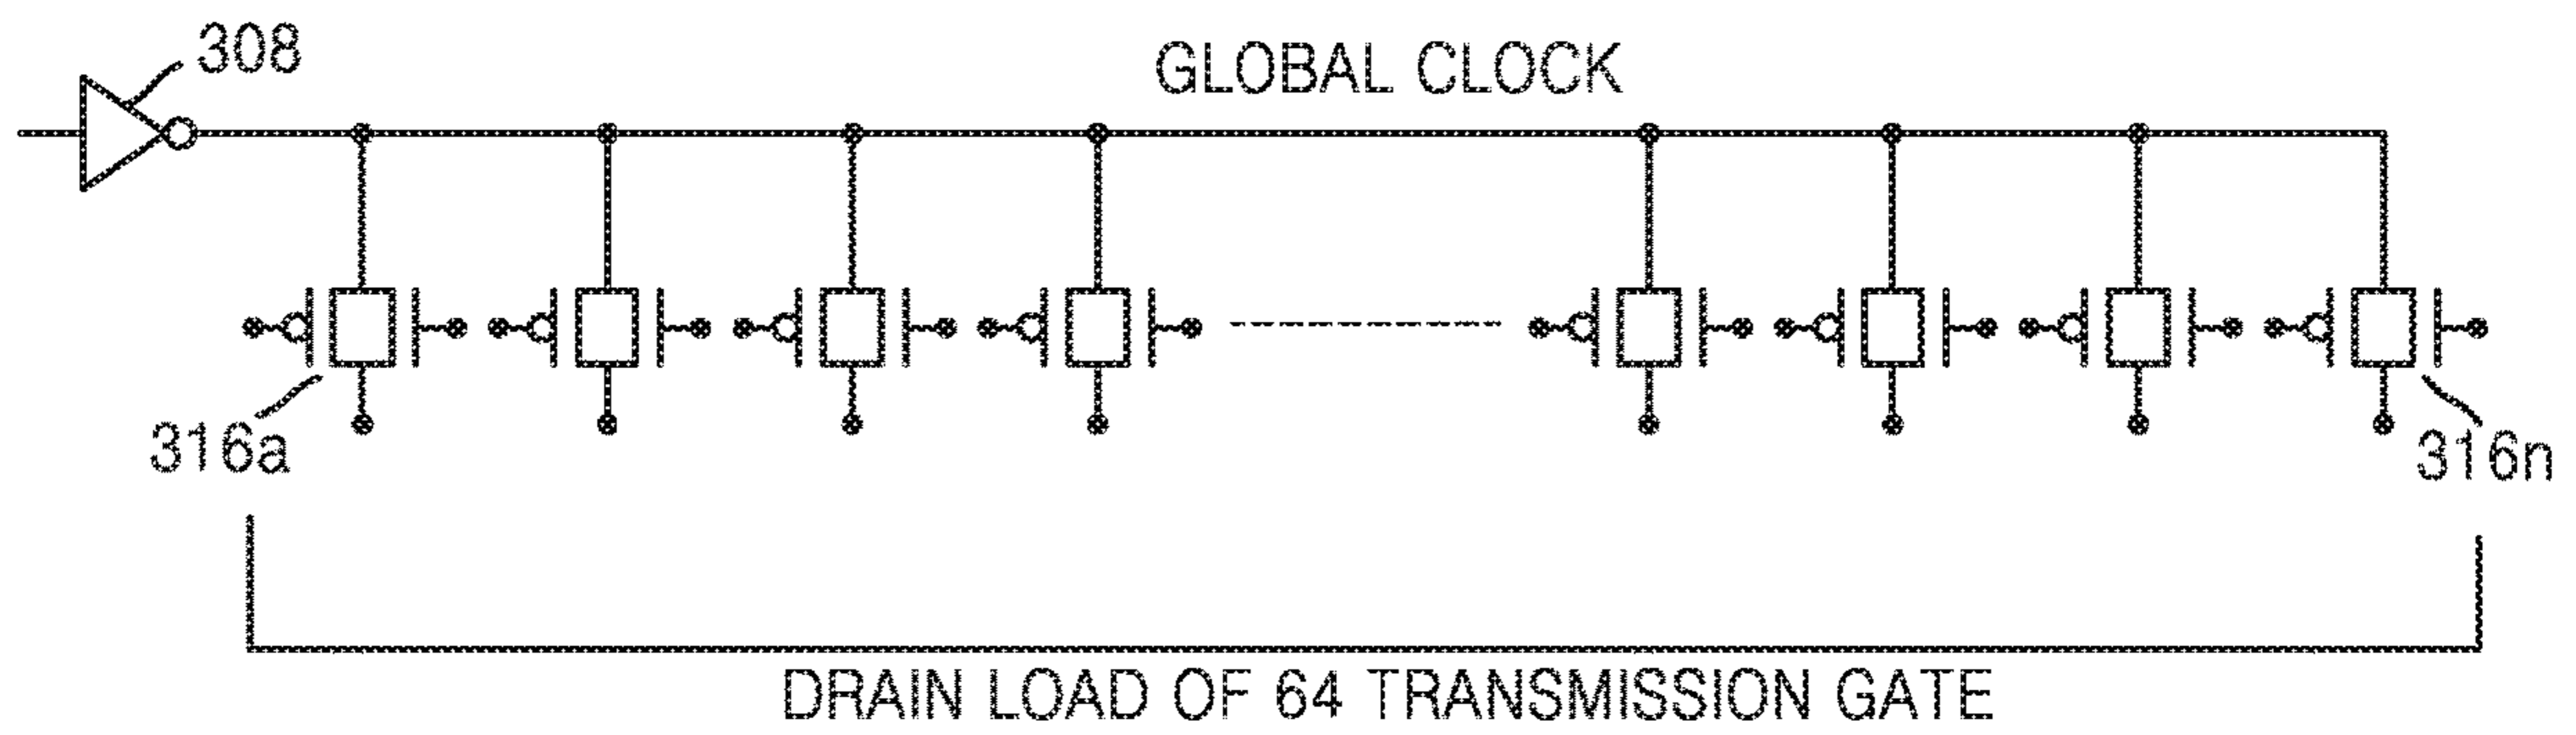 308
GLOBAL CLOCK
316a
316n
DRAIN LOAD OF 64 TRANSMISSION GATE